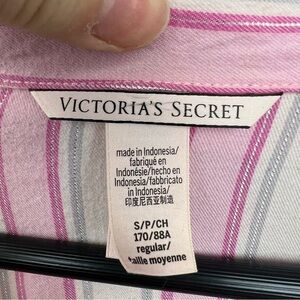 VICTORIA'S SECRET
made in Indonesia/
fabriqué en
Indonésie/hecho en
Indonesia/fabbricato
in Indonesia/
印度尼西亚制造
S/P/CH
170/88A
regular/
taille moyenne